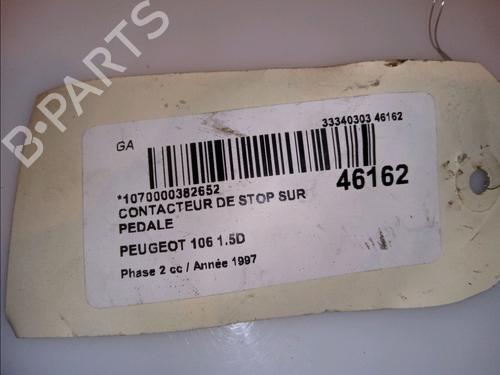 B-PARTS
GA
33340303 46162
*1070000382652
46162
CONTACTEUR DE STOP SUR
PEDALE
PEUGEOT 106 1.5D
Phase 2 cc / Année 1997